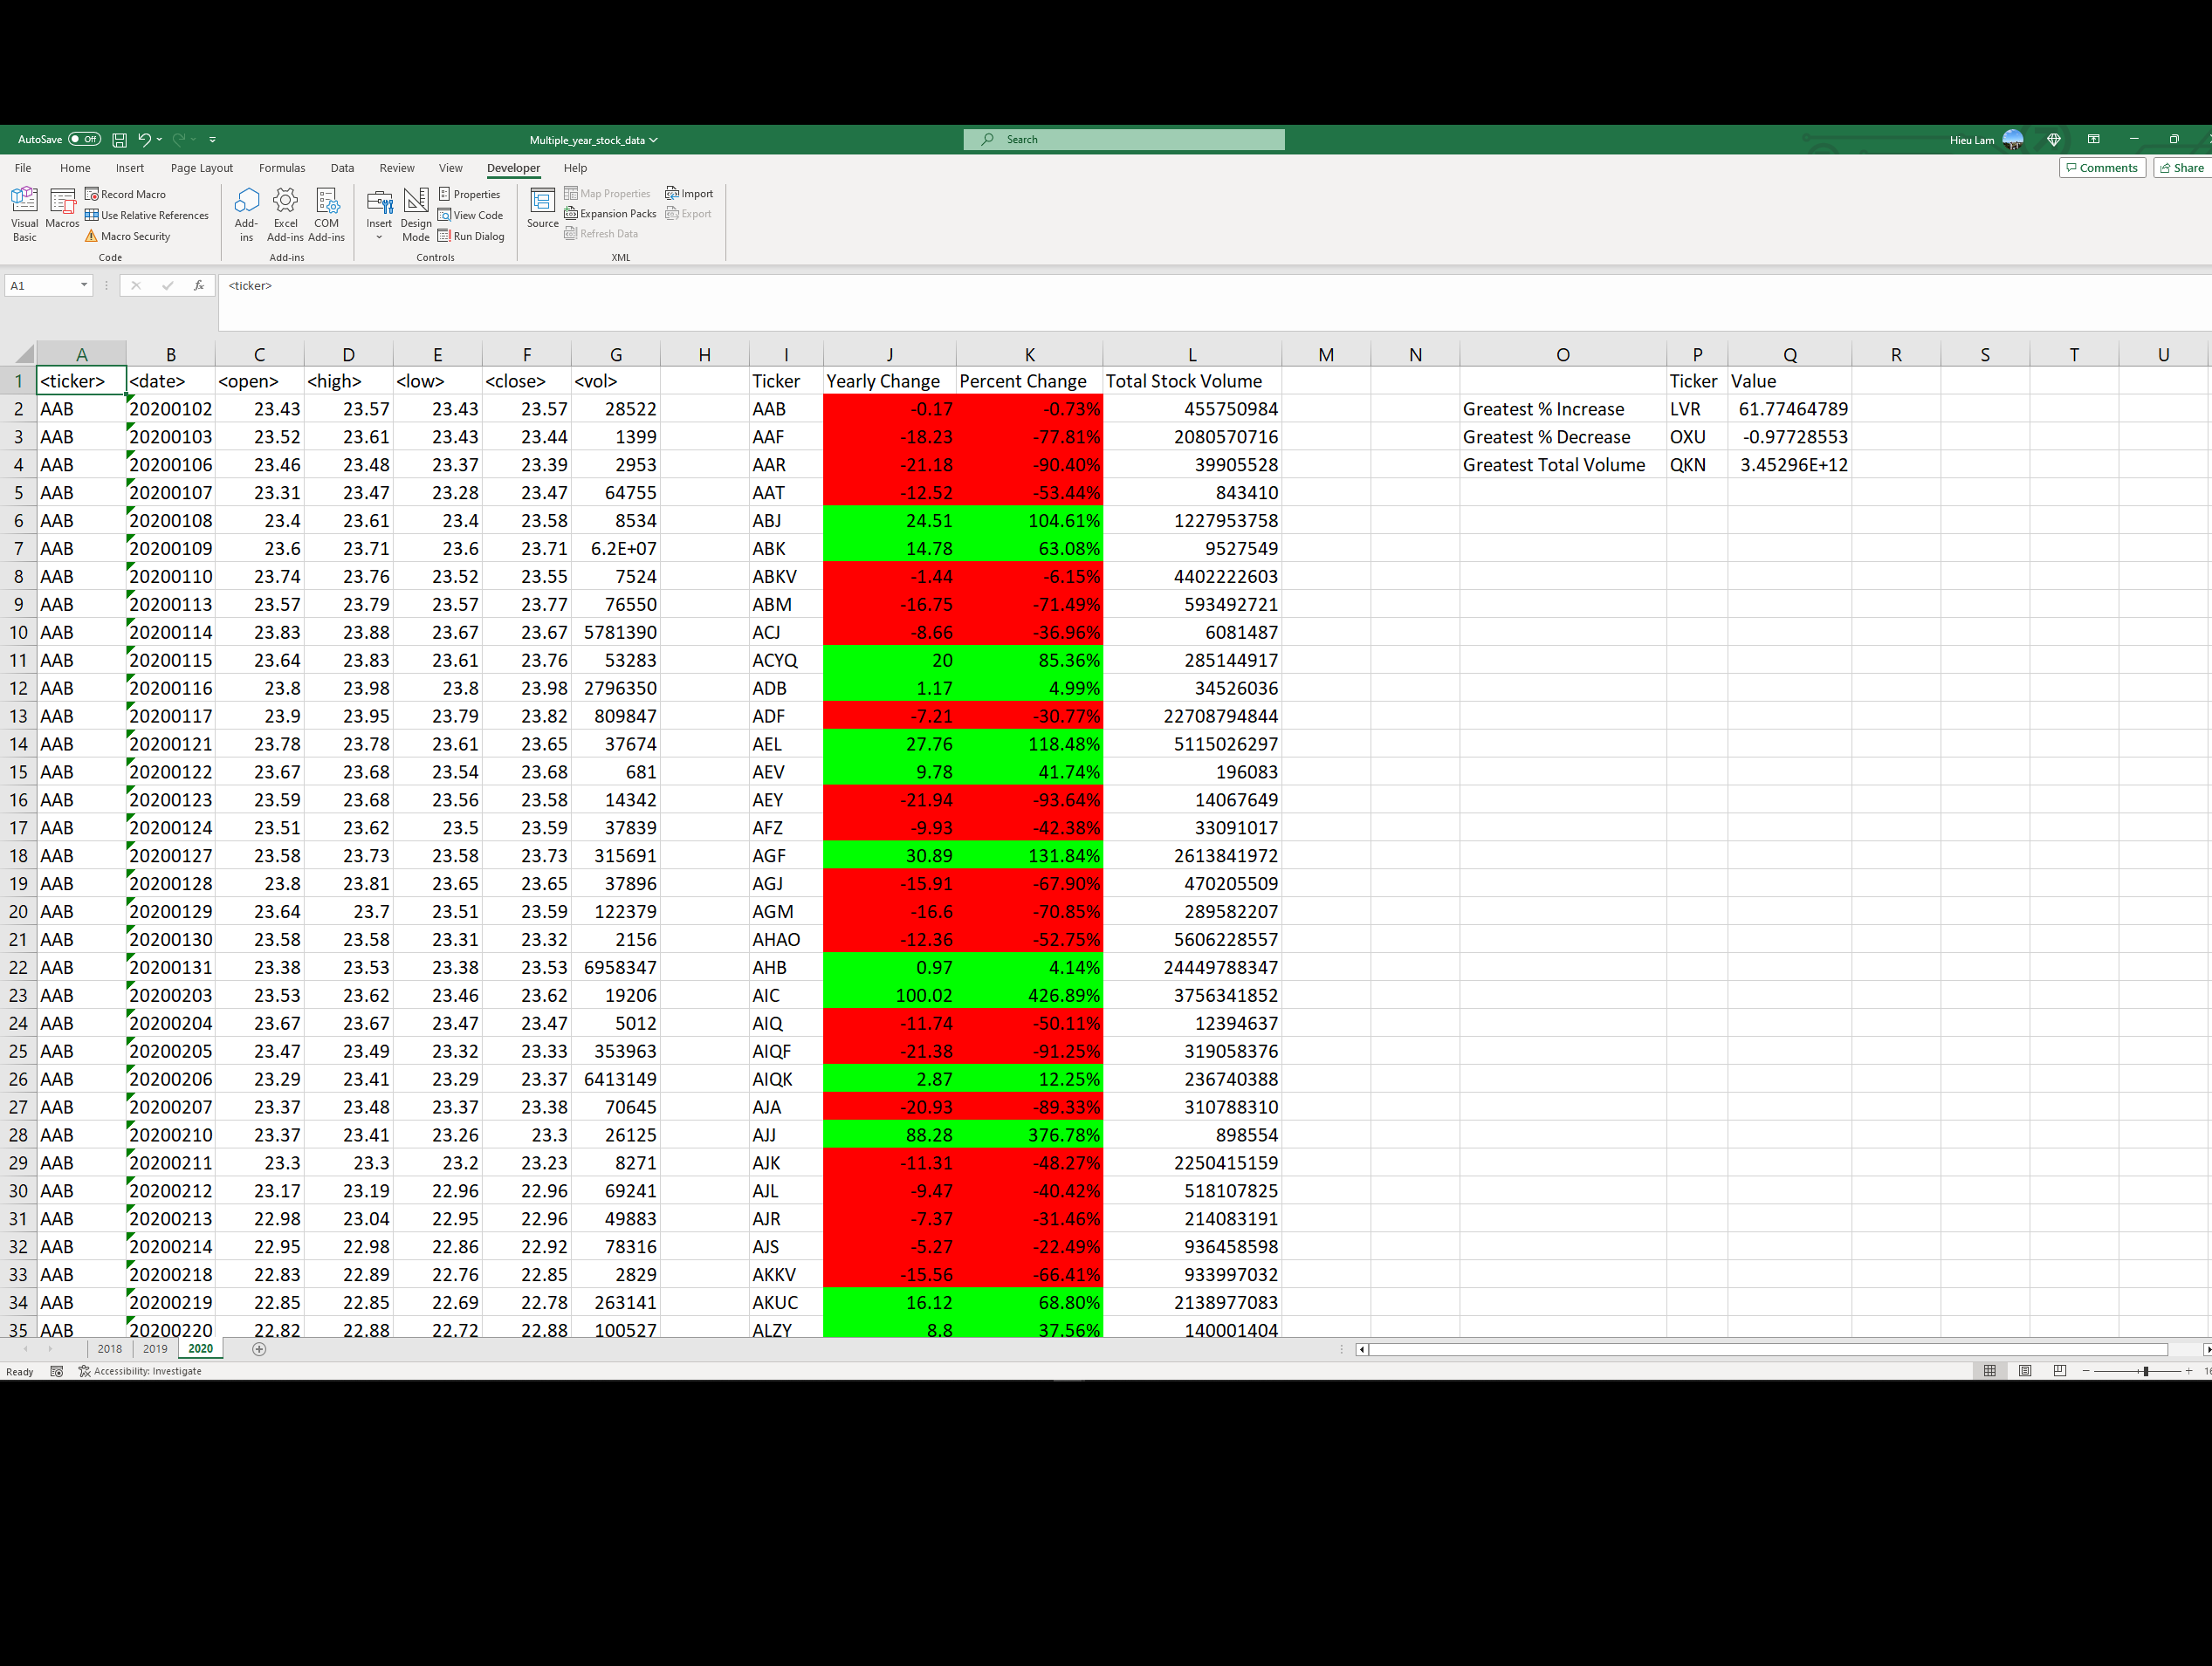 AutoSave Off Multiple_year_stock_data Search Hieu Lam
File Home Insert Page Layout Formulas Data Review View Developer Help Comments Share
Visual Basic Macros Record Macro Use Relative References Macro Security Code
Add-ins Excel Add-ins COM Add-ins Add-ins
Insert Design Mode Properties View Code Run Dialog Controls
Source Map Properties Expansion Packs Refresh Data Import Export XML
A1 fx <ticker>
A B C D E F G H I J K L M N O P Q R S T U
1 <ticker> <date> <open> <high> <low> <close> <vol> Ticker Yearly Change Percent Change Total Stock Volume Ticker Value
2 AAB 20200102 23.43 23.57 23.43 23.57 28522 AAB -0.17 -0.73% 455750984 Greatest % Increase LVR 61.77464789
3 AAB 20200103 23.52 23.61 23.43 23.44 1399 AAF -18.23 -77.81% 2080570716 Greatest % Decrease OXU -0.97728553
4 AAB 20200106 23.46 23.48 23.37 23.39 2953 AAR -21.18 -90.40% 39905528 Greatest Total Volume QKN 3.45296E+12
5 AAB 20200107 23.31 23.47 23.28 23.47 64755 AAT -12.52 -53.44% 843410
6 AAB 20200108 23.4 23.61 23.4 23.58 8534 ABJ 24.51 104.61% 1227953758
7 AAB 20200109 23.6 23.71 23.6 23.71 6.2E+07 ABK 14.78 63.08% 9527549
8 AAB 20200110 23.74 23.76 23.52 23.55 7524 ABKV -1.44 -6.15% 4402222603
9 AAB 20200113 23.57 23.79 23.57 23.77 76550 ABM -16.75 -71.49% 593492721
10 AAB 20200114 23.83 23.88 23.67 23.67 5781390 ACJ -8.66 -36.96% 6081487
11 AAB 20200115 23.64 23.83 23.61 23.76 53283 ACYQ 20 85.36% 285144917
12 AAB 20200116 23.8 23.98 23.8 23.98 2796350 ADB 1.17 4.99% 34526036
13 AAB 20200117 23.9 23.95 23.79 23.82 809847 ADF -7.21 -30.77% 22708794844
14 AAB 20200121 23.78 23.78 23.61 23.65 37674 AEL 27.76 118.48% 5115026297
15 AAB 20200122 23.67 23.68 23.54 23.68 681 AEV 9.78 41.74% 196083
16 AAB 20200123 23.59 23.68 23.56 23.58 14342 AEY -21.94 -93.64% 14067649
17 AAB 20200124 23.51 23.62 23.5 23.59 37839 AFZ -9.93 -42.38% 33091017
18 AAB 20200127 23.58 23.73 23.58 23.73 315691 AGF 30.89 131.84% 2613841972
19 AAB 20200128 23.8 23.81 23.65 23.65 37896 AGJ -15.91 -67.90% 470205509
20 AAB 20200129 23.64 23.7 23.51 23.59 122379 AGM -16.6 -70.85% 289582207
21 AAB 20200130 23.58 23.58 23.31 23.32 2156 AHAO -12.36 -52.75% 5606228557
22 AAB 20200131 23.38 23.53 23.38 23.53 6958347 AHB 0.97 4.14% 24449788347
23 AAB 20200203 23.53 23.62 23.46 23.62 19206 AIC 100.02 426.89% 3756341852
24 AAB 20200204 23.67 23.67 23.47 23.47 5012 AIQ -11.74 -50.11% 12394637
25 AAB 20200205 23.47 23.49 23.32 23.33 353963 AIQF -21.38 -91.25% 319058376
26 AAB 20200206 23.29 23.41 23.29 23.37 6413149 AIQK 2.87 12.25% 236740388
27 AAB 20200207 23.37 23.48 23.37 23.38 70645 AJA -20.93 -89.33% 310788310
28 AAB 20200210 23.37 23.41 23.26 23.3 26125 AJJ 88.28 376.78% 898554
29 AAB 20200211 23.3 23.3 23.2 23.23 8271 AJK -11.31 -48.27% 2250415159
30 AAB 20200212 23.17 23.19 22.96 22.96 69241 AJL -9.47 -40.42% 518107825
31 AAB 20200213 22.98 23.04 22.95 22.96 49883 AJR -7.37 -31.46% 214083191
32 AAB 20200214 22.95 22.98 22.86 22.92 78316 AJS -5.27 -22.49% 936458598
33 AAB 20200218 22.83 22.89 22.76 22.85 2829 AKKV -15.56 -66.41% 933997032
34 AAB 20200219 22.85 22.85 22.69 22.78 263141 AKUC 16.12 68.80% 2138977083
35 AAB 20200220 22.82 22.88 22.72 22.88 100527 ALZY 8.8 37.56% 140001404
2018 2019 2020
Ready Accessibility: Investigate